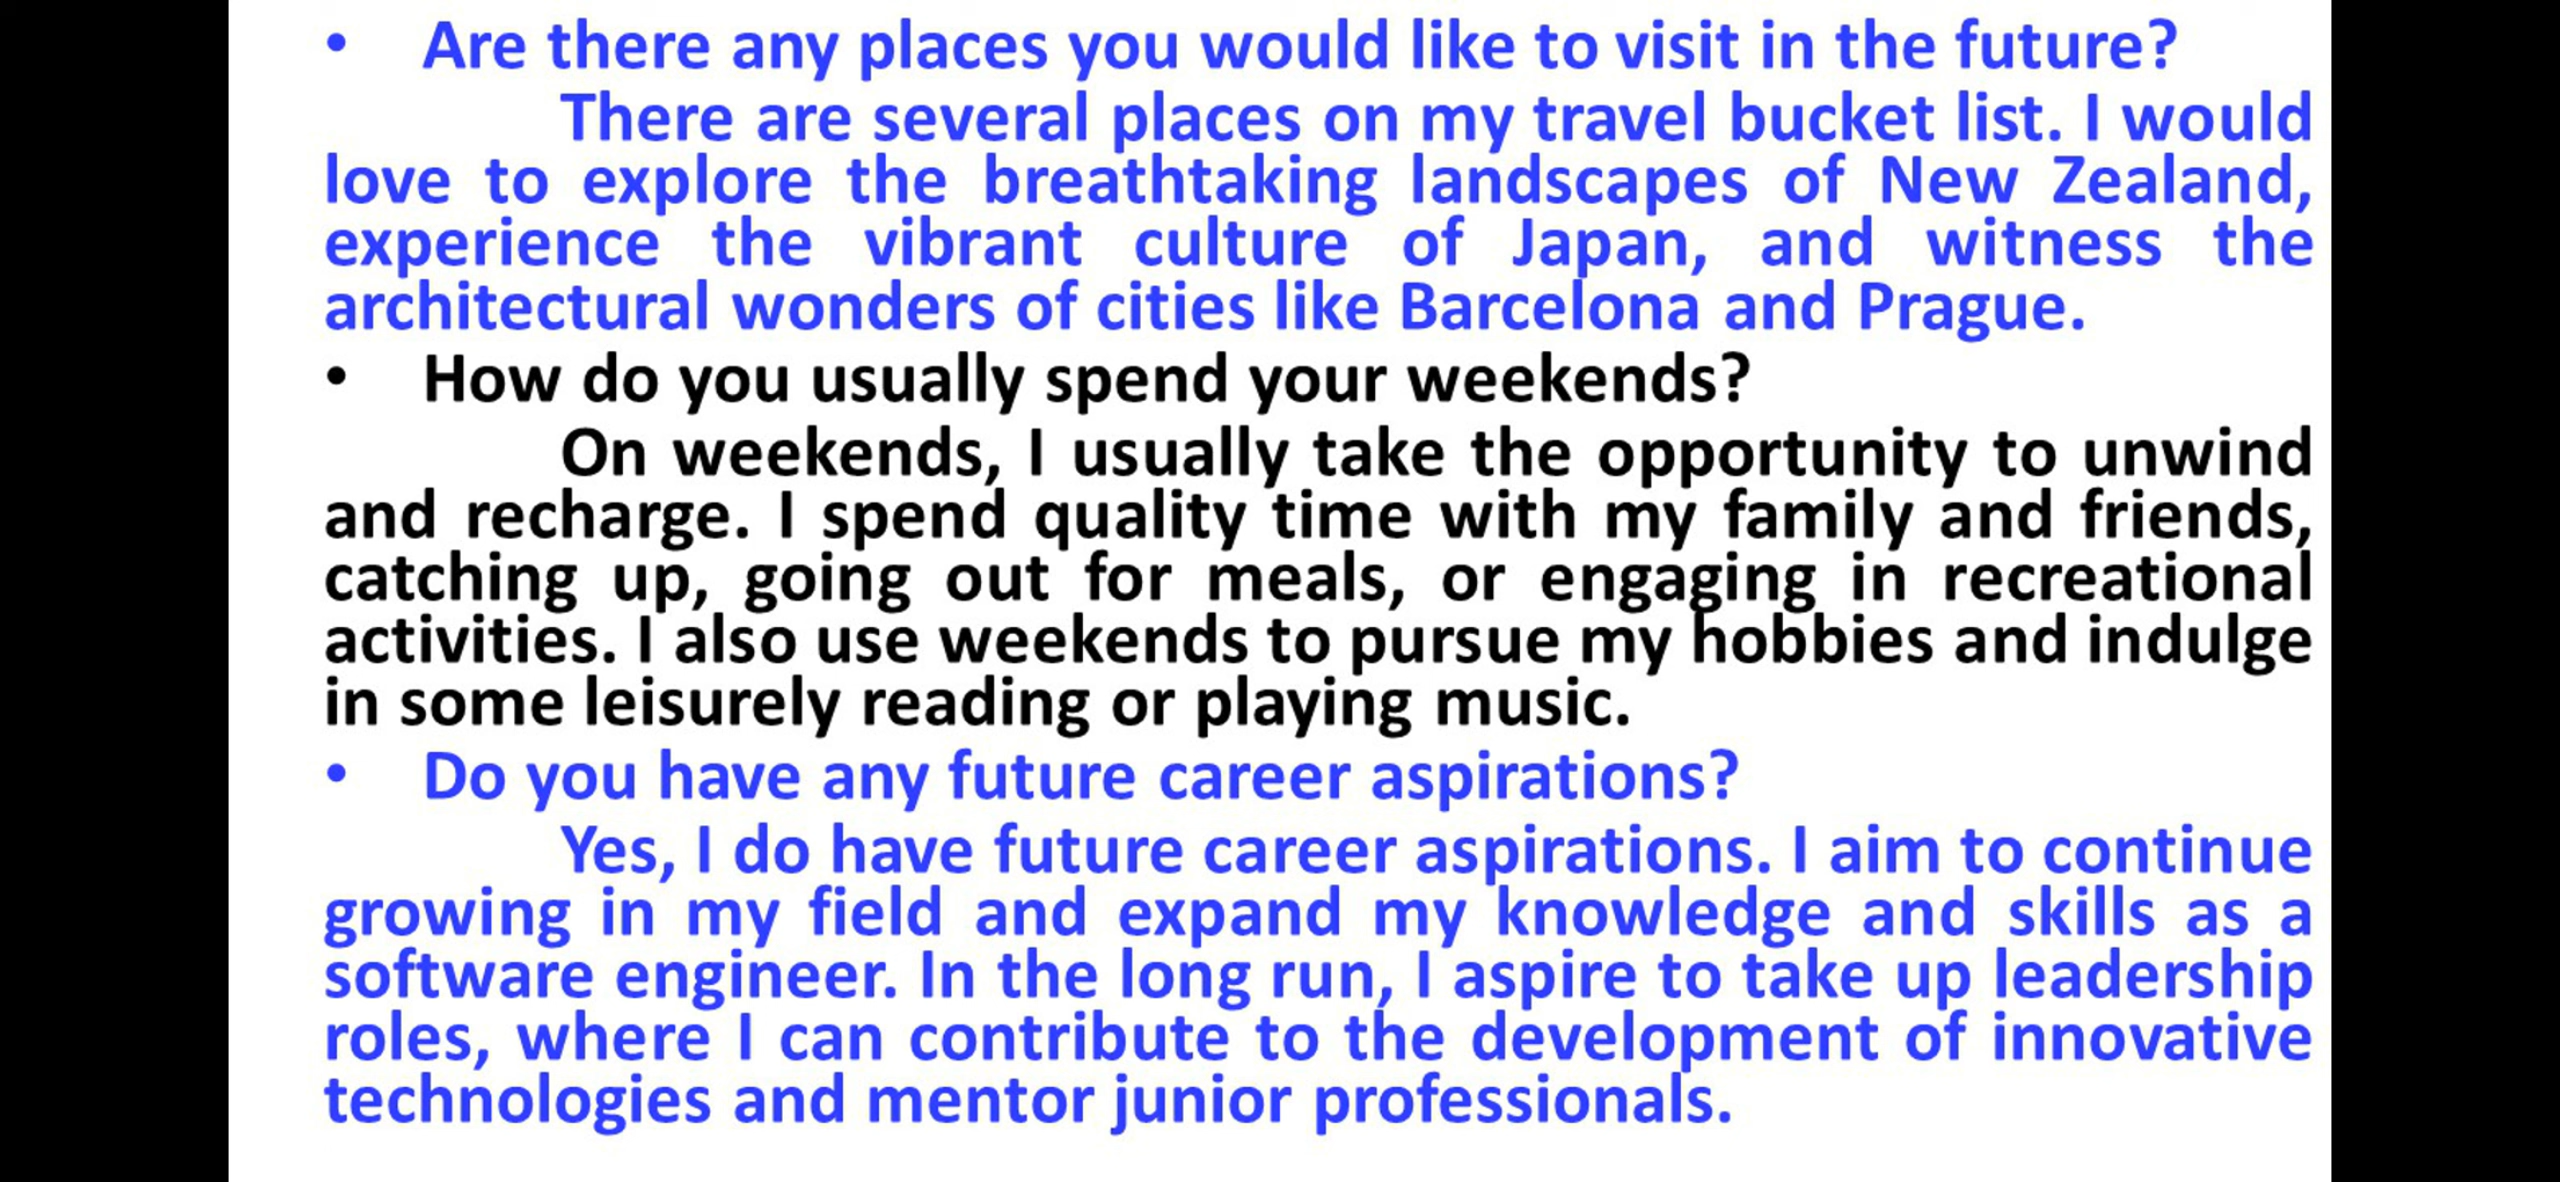 • Are there any places you would like to visit in the future?
There are several places on my travel bucket list. I would
love to explore the breathtaking landscapes of New Zealand,
experience the vibrant culture of Japan, and witness the
architectural wonders of cities like Barcelona and Prague.
• How do you usually spend your weekends?
On weekends, I usually take the opportunity to unwind
and recharge. I spend quality time with my family and friends,
catching up, going out for meals, or engaging in recreational
activities. I also use weekends to pursue my hobbies and indulge
in some leisurely reading or playing music.
• Do you have any future career aspirations?
Yes, I do have future career aspirations. I aim to continue
growing in my field and expand my knowledge and skills as a
software engineer. In the long run, I aspire to take up leadership
roles, where I can contribute to the development of innovative
technologies and mentor junior professionals.